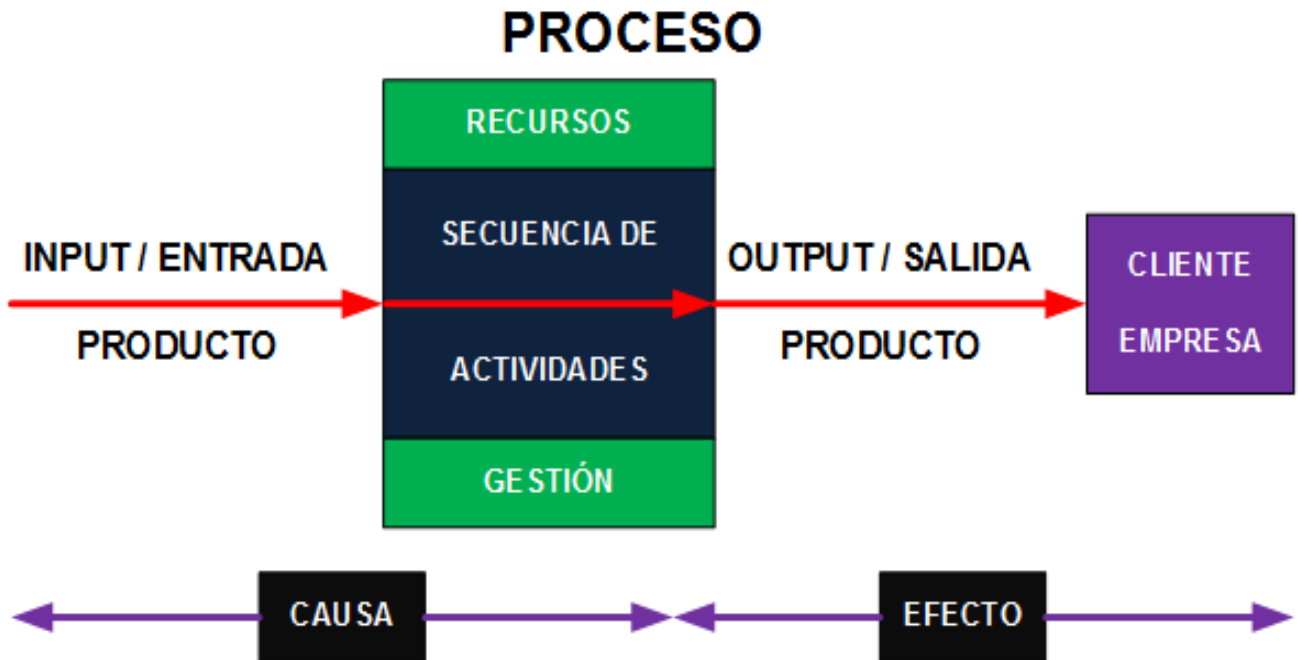 PROCESO
RECURSOS
INPUT / ENTRADA
PRODUCTO
SECUENCIA DE
ACTIVIDADES
GESTIÓN
OUTPUT / SALIDA
PRODUCTO
CLIENTE
EMPRESA
CAUSA
EFECTO